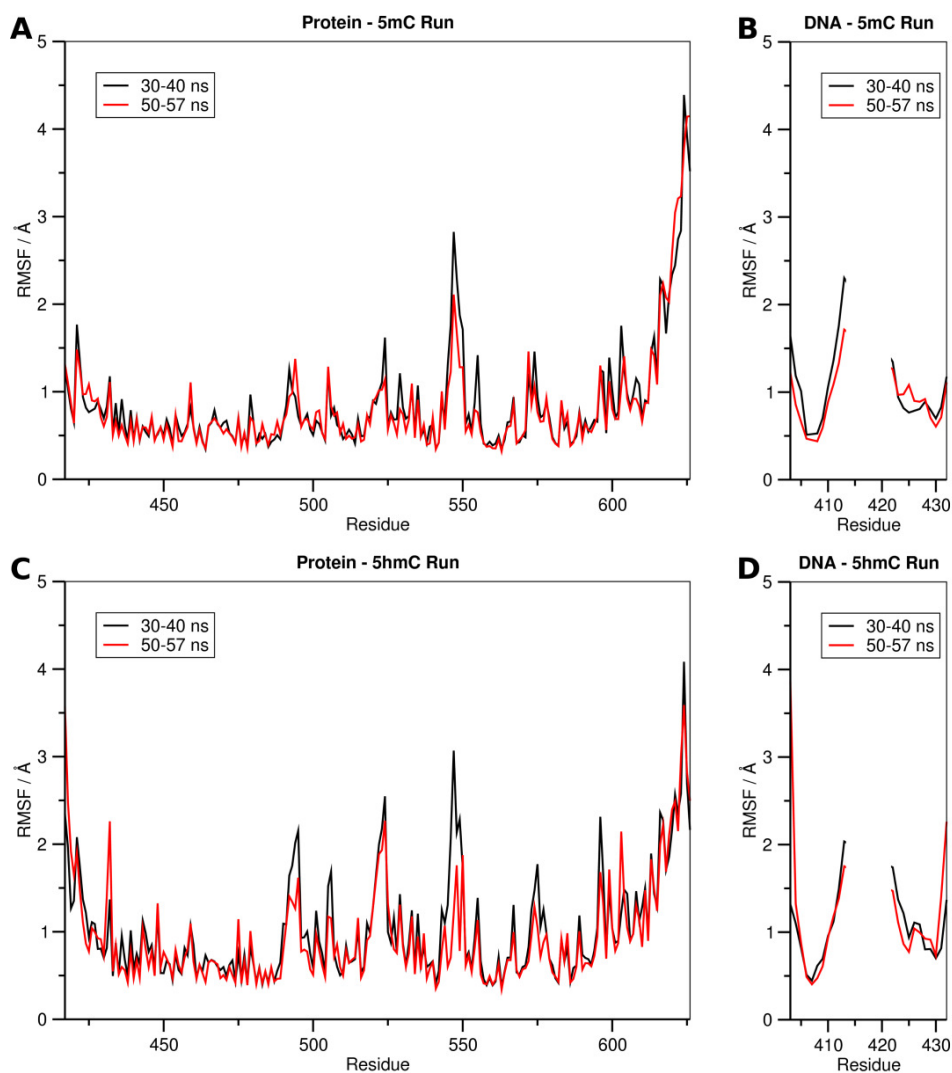 A
Protein - 5mC Run
B
DNA - 5mC Run
30-40 ns
50-57 ns
30-40 ns
50-57 ns
RMSF / Å
RMSF / Å
5
4
3
2
1
0
5
4
3
2
1
0
450
500
550
600
410
420
430
Residue
Residue
C
Protein - 5hmC Run
D
DNA - 5hmC Run
30-40 ns
50-57 ns
30-40 ns
50-57 ns
RMSF / Å
RMSF / Å
5
4
3
2
1
0
5
4
3
2
1
0
450
500
550
600
410
420
430
Residue
Residue